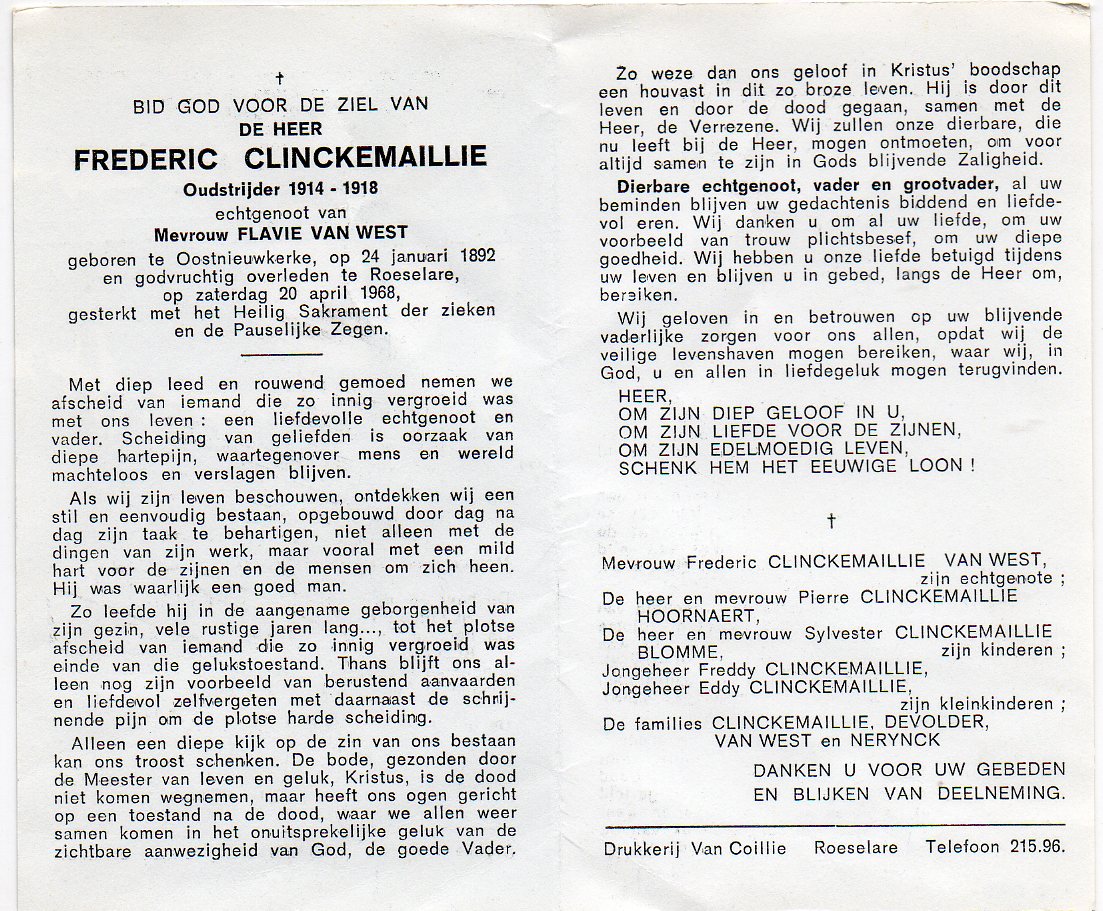 †
BID GOD VOOR DE ZIEL VAN
DE HEER
FREDERIC CLINCKEMAILLIE
Oudstrijder 1914 - 1918
echtgenoot van
Mevrouw FLAVIE VAN WEST
geboren te Oostnieuwkerke, op 24 januari 1892
en godvruchtig overleden te Roeselare,
op zaterdag 20 april 1968,
gesterkt met het Heilig Sakrament der zieken
en de Pauselijke Zegen.
Met diep leed en rouwend gemoed nemen we
afscheid van iemand die zo innig vergroeid was
met ons leven : een liefdevolle echtgenoot en
vader. Scheiding van geliefden is oorzaak van
diepe hartepijn, waartegenover mens en wereld
machteloos en verslagen blijven.
Als wij zijn leven beschouwen, ontdekken wij een
stil en eenvoudig bestaan, opgebouwd door dag na
dag zijn taak te behartigen, niet alleen met de
dingen van zijn werk, maar vooral met een mild
hart voor de zijnen en de mensen om zich heen.
Hij was waarlijk een goed man.
Zo leefde hij in de aangename geborgenheid van
zijn gezin, vele rustige jaren lang..., tot het plotse
afscheid van iemand die zo innig vergroeid was
einde van die gelukstoestand. Thans blijft ons al-
leen nog zijn voorbeeld van berustend aanvaarden
en liefdevol zelfvergeten met daarnaast de schrij-
nende pijn om de plotse harde scheiding.
Alleen een diepe kijk op de zin van ons bestaan
kan ons troost schenken. De bode, gezonden door
de Meester van leven en geluk, Kristus, is de dood
niet komen wegnemen, maar heeft ons ogen gericht
op een toestand na de dood, waar we allen weer
samen komen in het onuitsprekelijke geluk van de
zichtbare aanwezigheid van God, de goede Vader.
Zo weze dan ons geloof in Kristus' boodschap
een houvast in dit zo broze leven. Hij is door dit
leven en door de dood gegaan, samen met de
Heer, de Verrezene. Wij zullen onze dierbare, die
nu leeft bij de Heer, mogen ontmoeten, om voor
altijd samen te zijn in Gods blijvende Zaligheid.
Dierbare echtgenoot, vader en grootvader, al uw
beminden blijven uw gedachtenis biddend en liefde-
vol eren. Wij danken u om al uw liefde, om uw
voorbeeld van trouw plichtsbesef, om uw diepe
goedheid. Wij hebben u onze liefde betuigd tijdens
uw leven en blijven u in gebed, langs de Heer om,
bereiken.
Wij geloven in en betrouwen op uw blijvende
vaderlijke zorgen voor ons allen, opdat wij de
veilige levenshaven mogen bereiken, waar wij, in
God, u en allen in liefdegeluk mogen terugvinden.
HEER,
OM ZIJN DIEP GELOOF IN U,
OM ZIJN LIEFDE VOOR DE ZIJNEN,
OM ZIJN EDELMOEDIG LEVEN,
SCHENK HEM HET EEUWIGE LOON !
†
Mevrouw Frederic CLINCKEMAILLIE VAN WEST,
zijn echtgenote ;
De heer en mevrouw Pierre CLINCKEMAILLIE
HOORNAERT,
De heer en mevrouw Sylvester CLINCKEMAILLIE
BLOMME, zijn kinderen ;
Jongeheer Freddy CLINCKEMAILLIE,
Jongeheer Eddy CLINCKEMAILLIE,
zijn kleinkinderen ;
De families CLINCKEMAILLIE, DEVOLDER,
VAN WEST en NERYNCK
DANKEN U VOOR UW GEBEDEN
EN BLIJKEN VAN DEELNEMING.
Drukkerij Van Coillie Roeselare Telefoon 215.96.